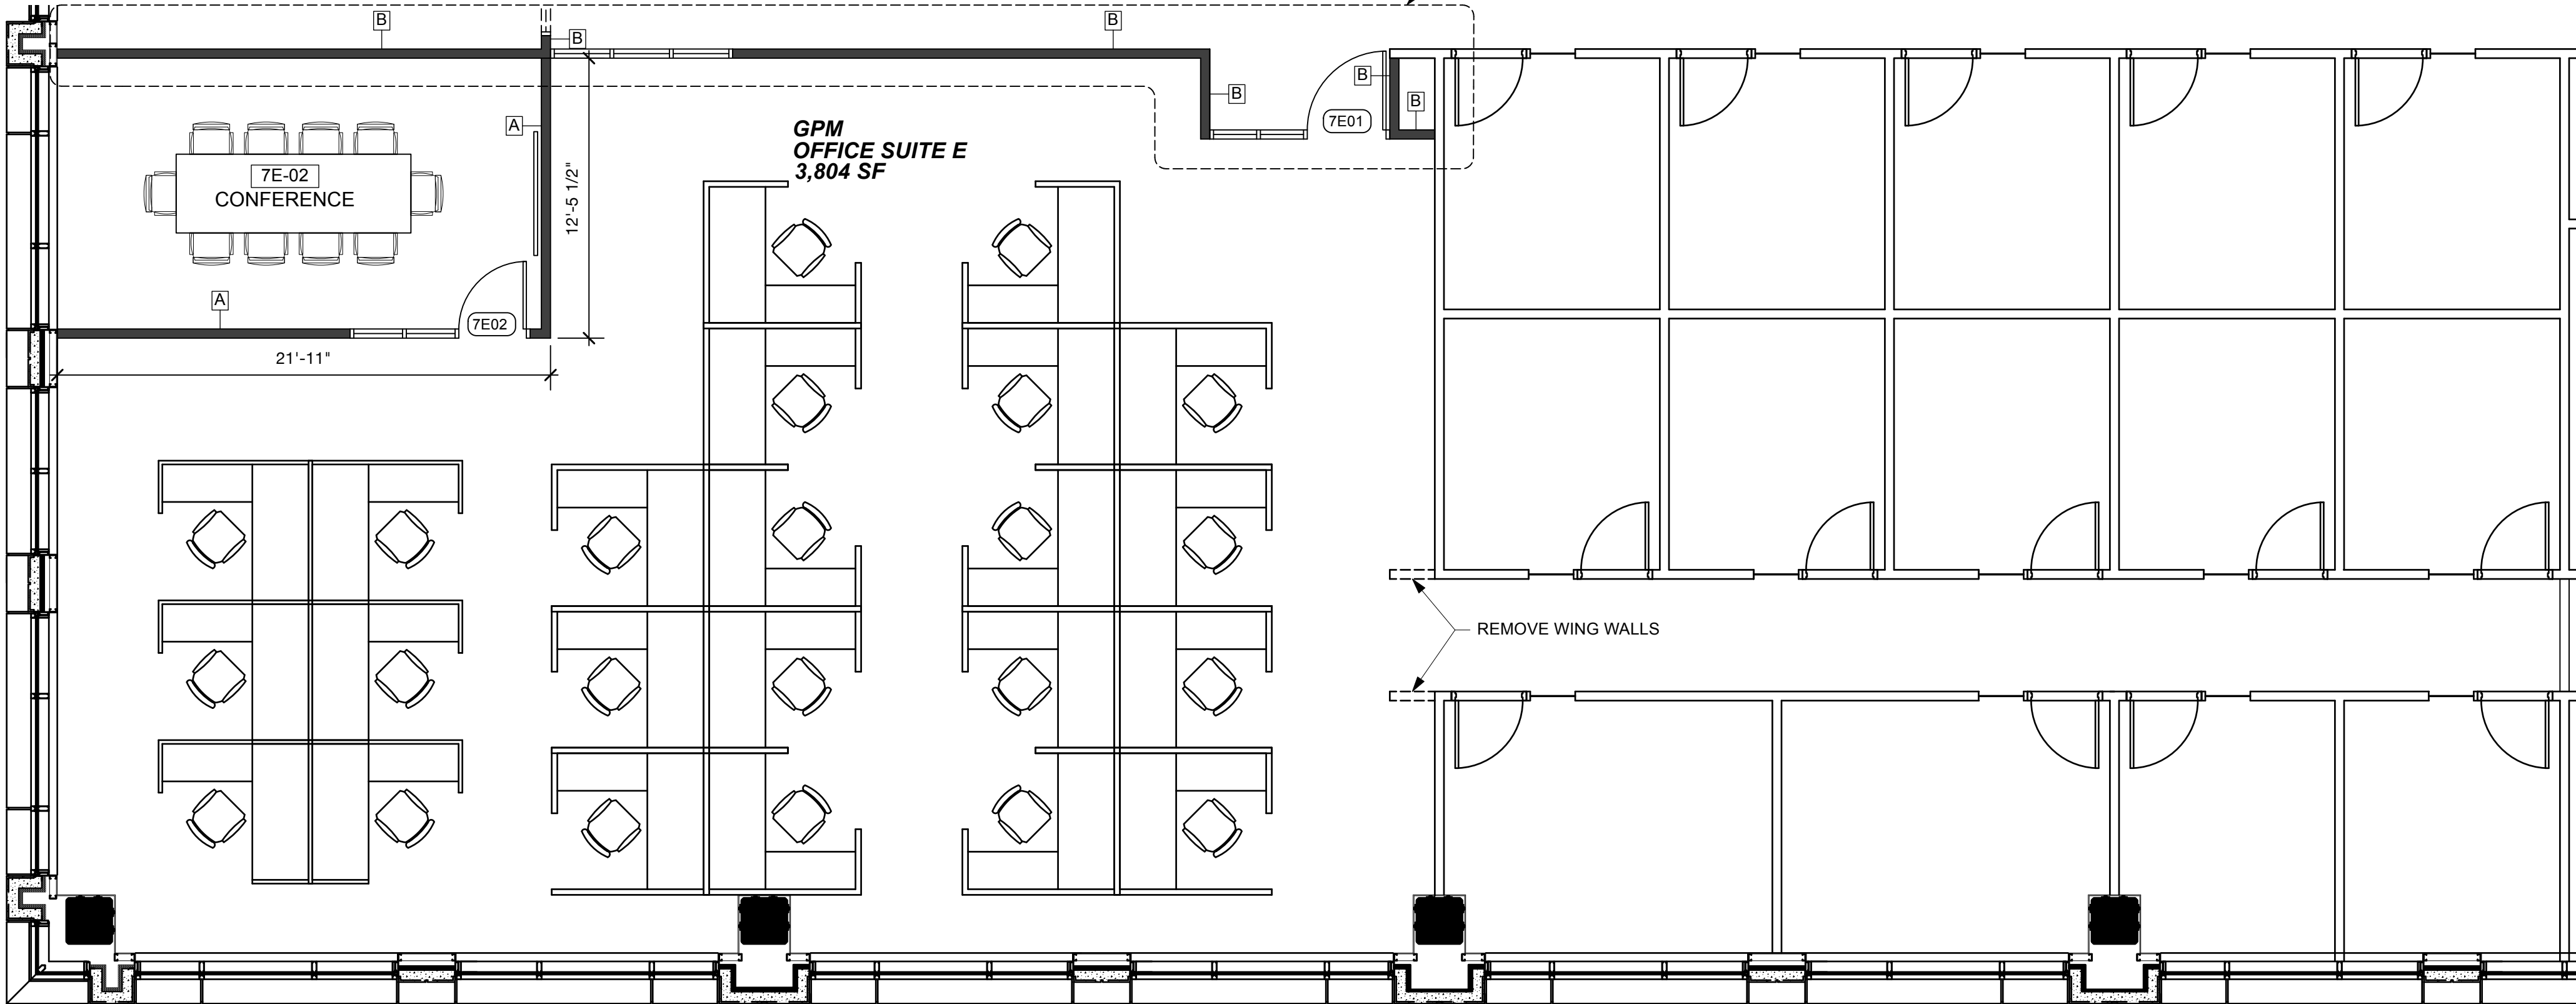 B
B
B
A
B
B
B
7E01
GPM
OFFICE SUITE E
3,804 SF
7E-02
CONFERENCE
12'-5 1/2"
A
7E02
21'-11"
REMOVE WING WALLS